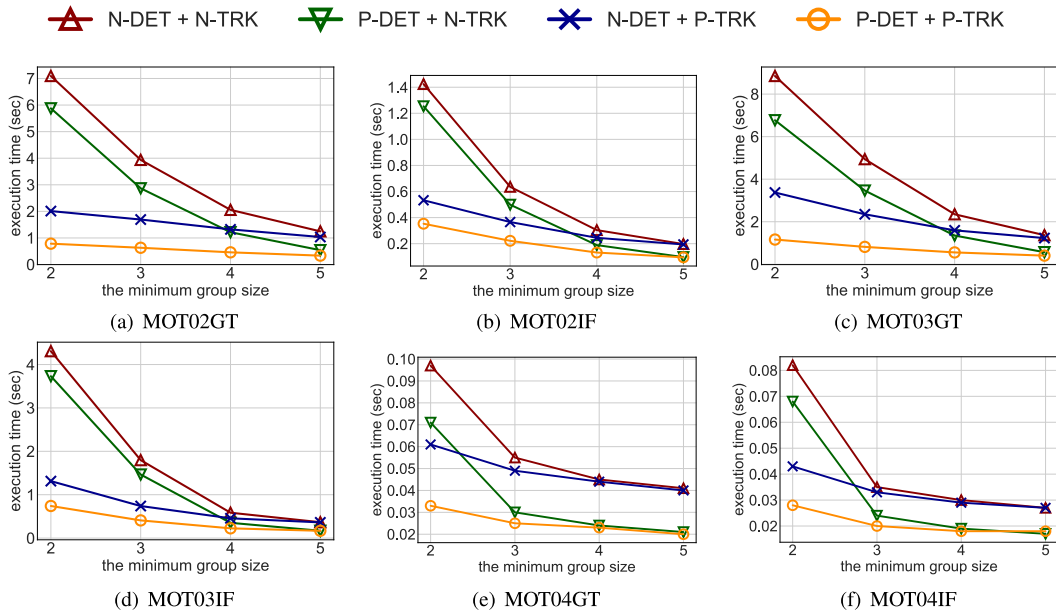 N-DET + N-TRK P-DET + N-TRK N-DET + P-TRK P-DET + P-TRK
execution time (sec)
7
6
5
4
3
2
1
0
2 3 4 5
the minimum group size
(a) MOT02GT
execution time (sec)
1.4
1.2
1.0
0.8
0.6
0.4
0.2
2 3 4 5
the minimum group size
(b) MOT02IF
execution time (sec)
8
6
4
2
0
2 3 4 5
the minimum group size
(c) MOT03GT
execution time (sec)
4
3
2
1
0
2 3 4 5
the minimum group size
(d) MOT03IF
execution time (sec)
0.10
0.09
0.08
0.07
0.06
0.05
0.04
0.03
0.02
2 3 4 5
the minimum group size
(e) MOT04GT
execution time (sec)
0.08
0.07
0.06
0.05
0.04
0.03
0.02
2 3 4 5
the minimum group size
(f) MOT04IF